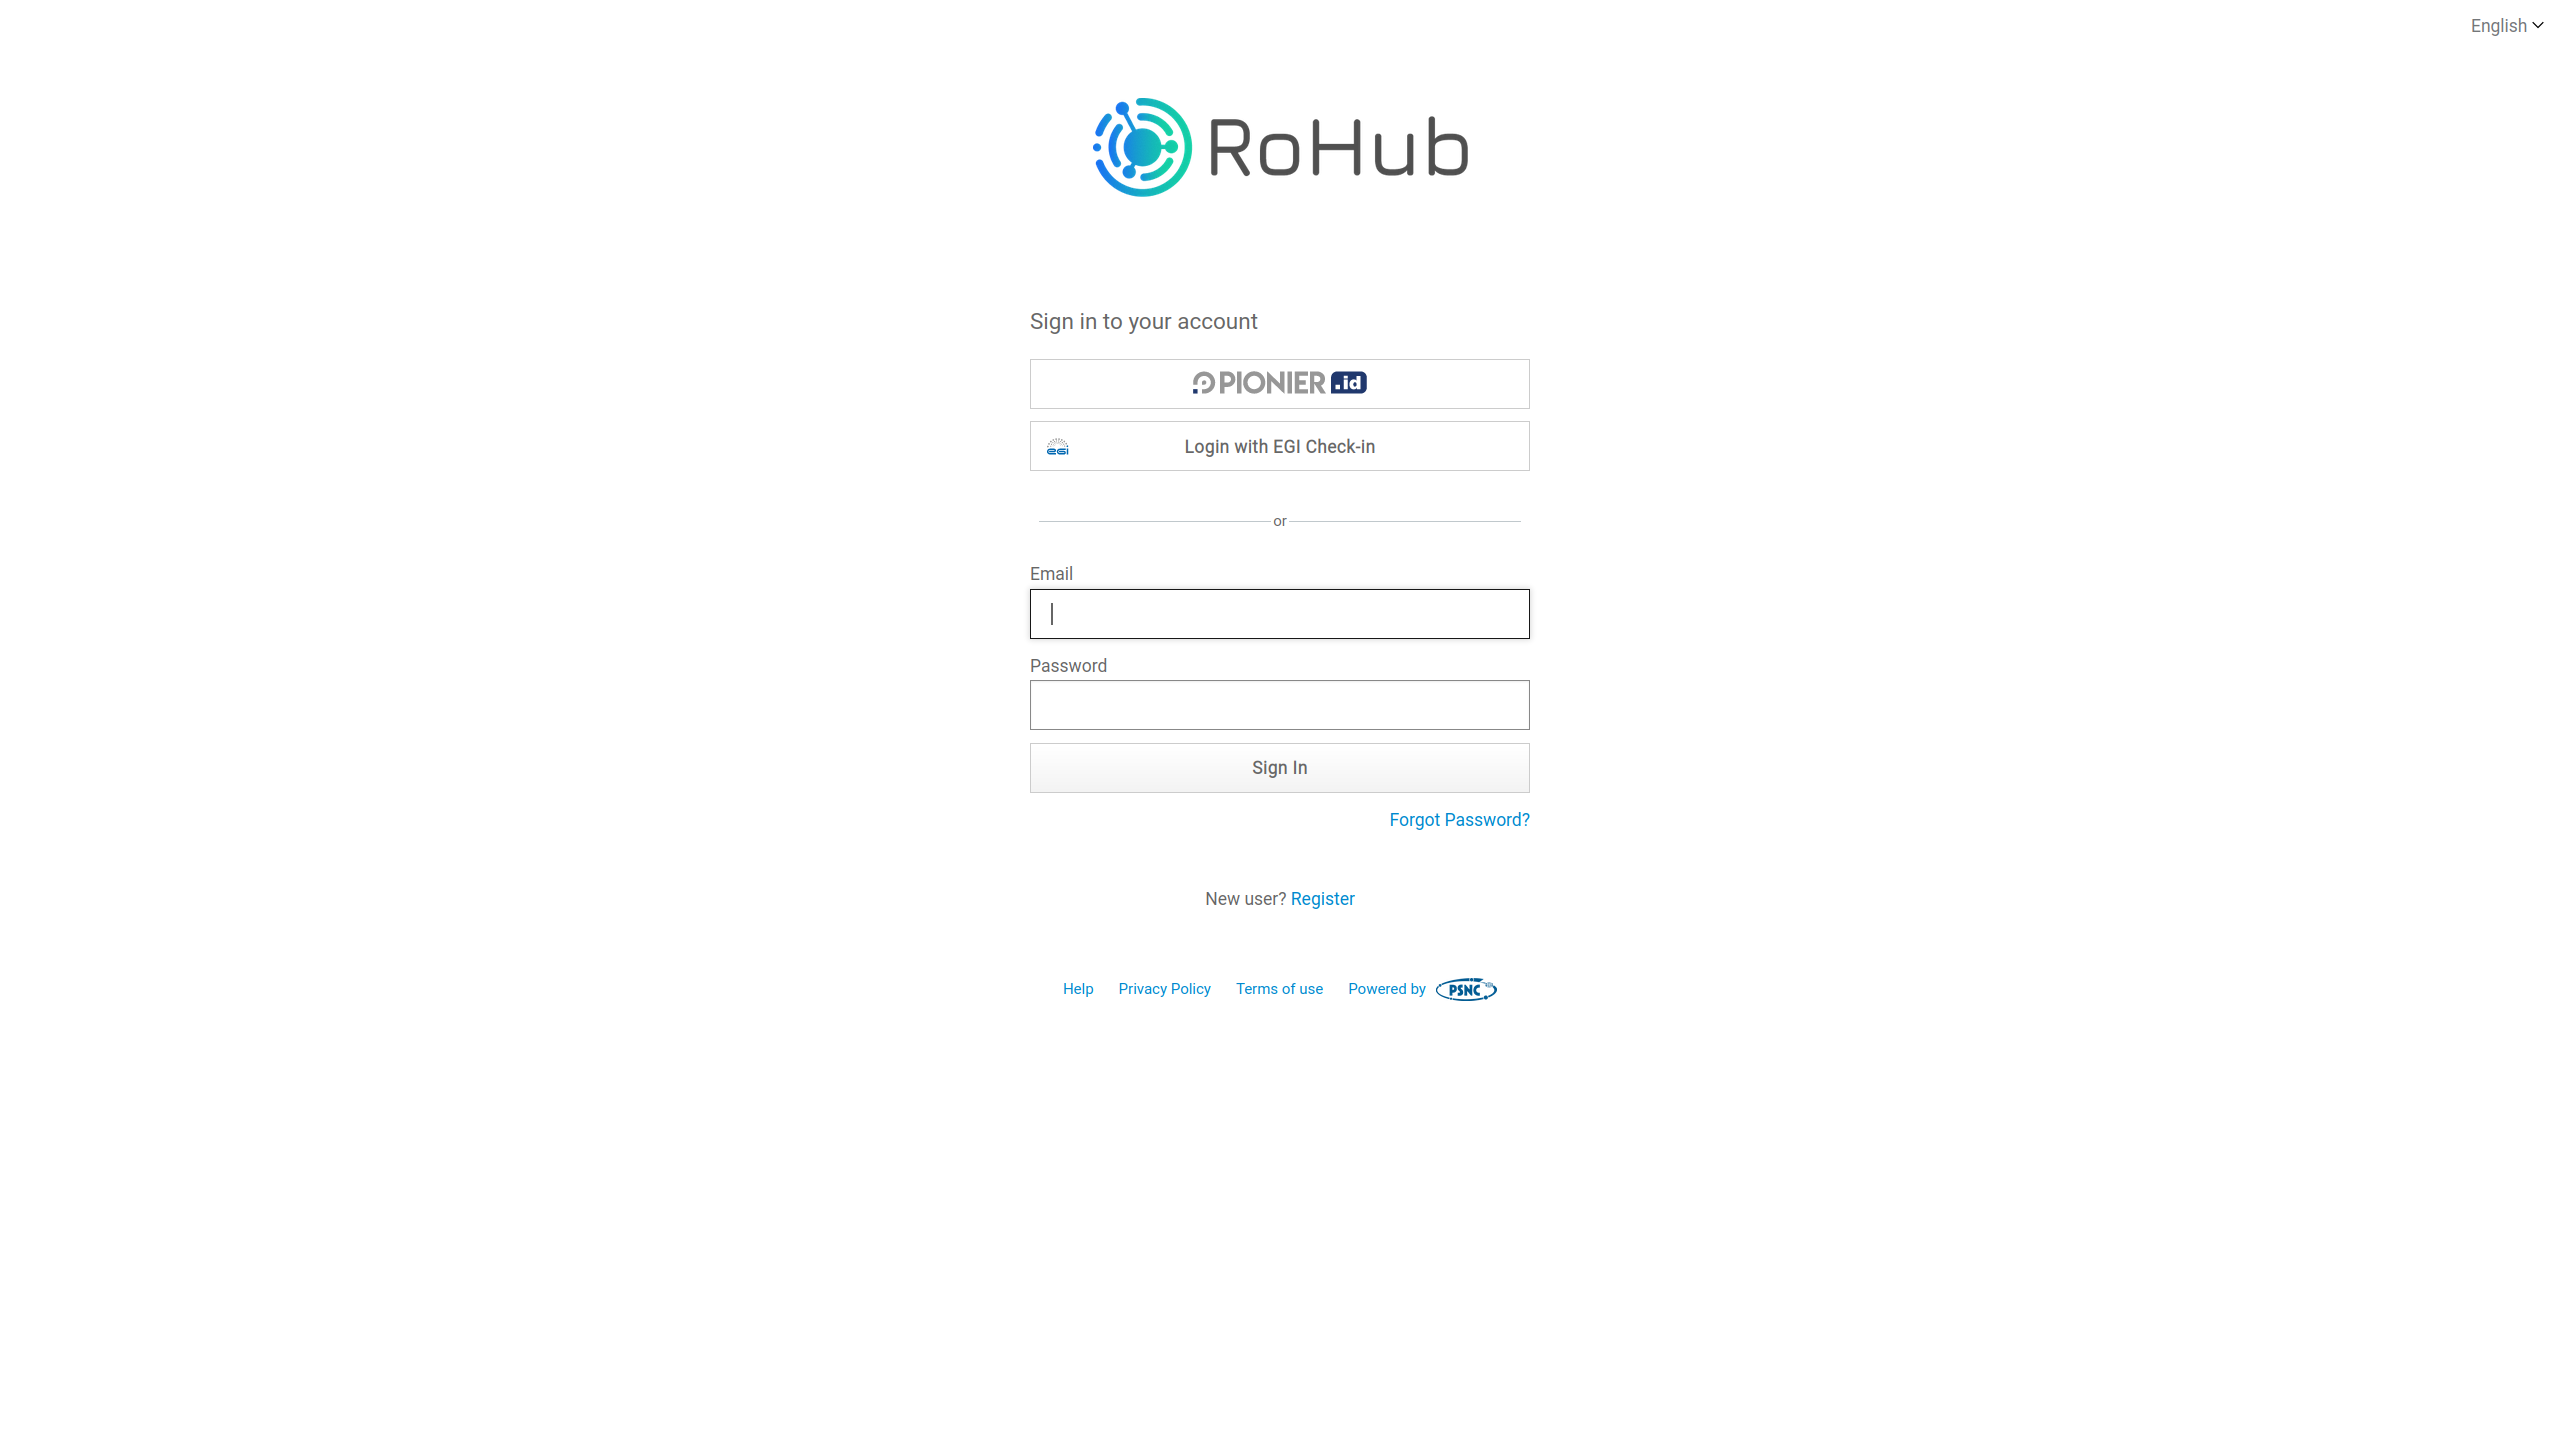 English
RoHub
Sign in to your account
PIONIER .id
egi Login with EGI Check-in
or
Email
Password
Sign In
Forgot Password?
New user? Register
Help Privacy Policy Terms of use Powered by PSNC